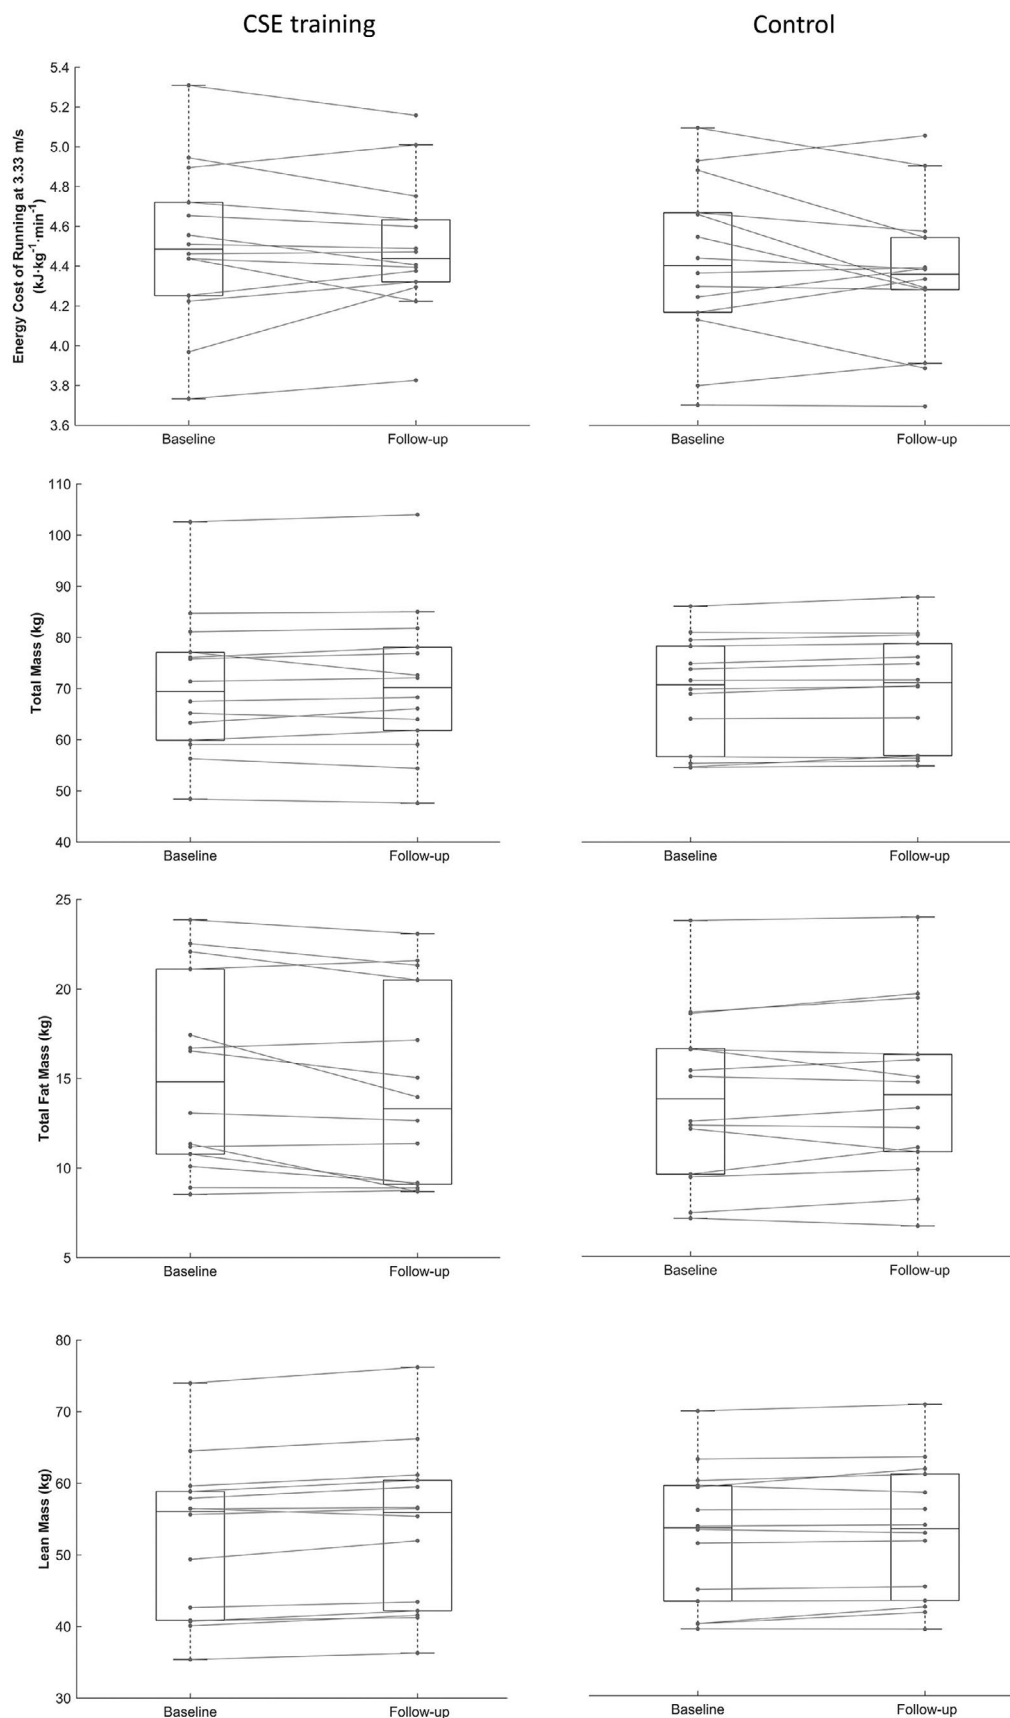 CSE training
Control
Energy Cost of Running at 3.33 m/s
(kJ·kg⁻¹·min⁻¹)
5.4
5.2
5.0
4.8
4.6
4.4
4.2
4.0
3.8
3.6
Baseline
Follow-up
Baseline
Follow-up
Total Mass (kg)
110
100
90
80
70
60
50
40
Baseline
Follow-up
Baseline
Follow-up
Total Fat Mass (kg)
25
20
15
10
5
Baseline
Follow-up
Baseline
Follow-up
Lean Mass (kg)
80
70
60
50
40
30
Baseline
Follow-up
Baseline
Follow-up